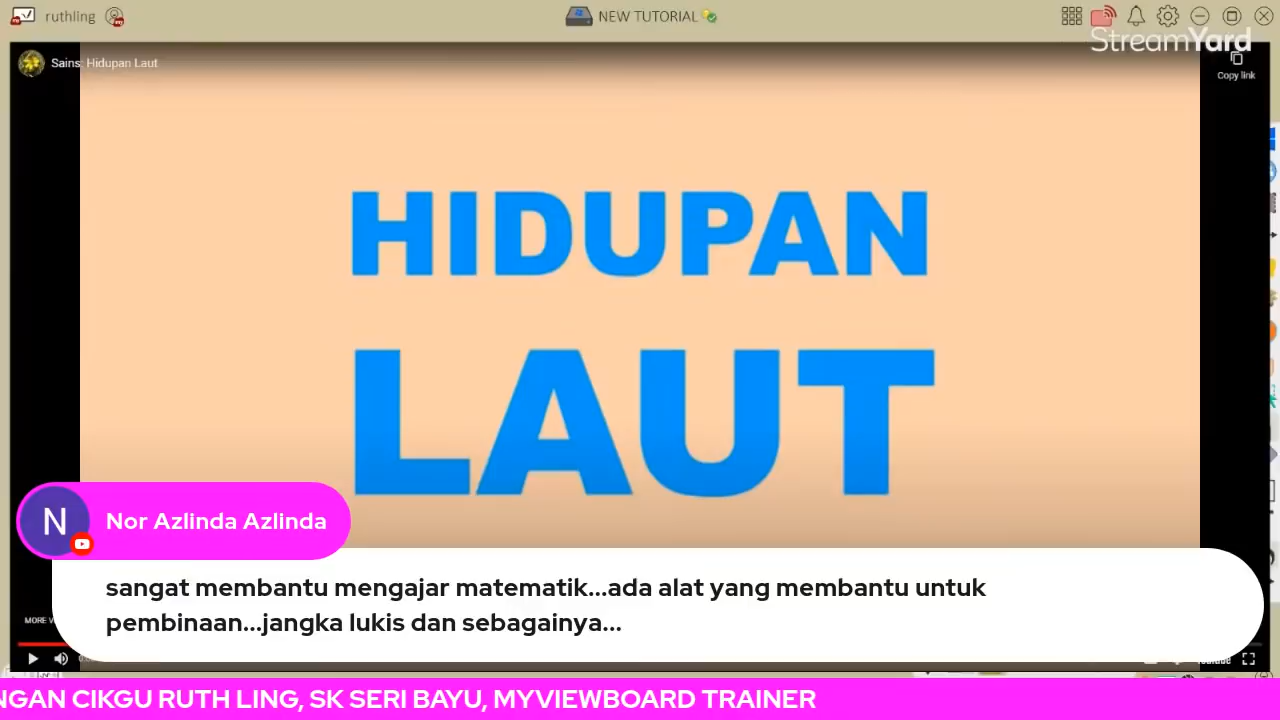 ruthling
NEW TUTORIAL
StreamYard
Sains: Hidupan Laut
Copy link
HIDUPAN
LAUT
N
Nor Azlinda Azlinda
sangat membantu mengajar matematik...ada alat yang membantu untuk
pembinaan...jangka lukis dan sebagainya...
MORE
NGAN CIKGU RUTH LING, SK SERI BAYU, MYVIEWBOARD TRAINER